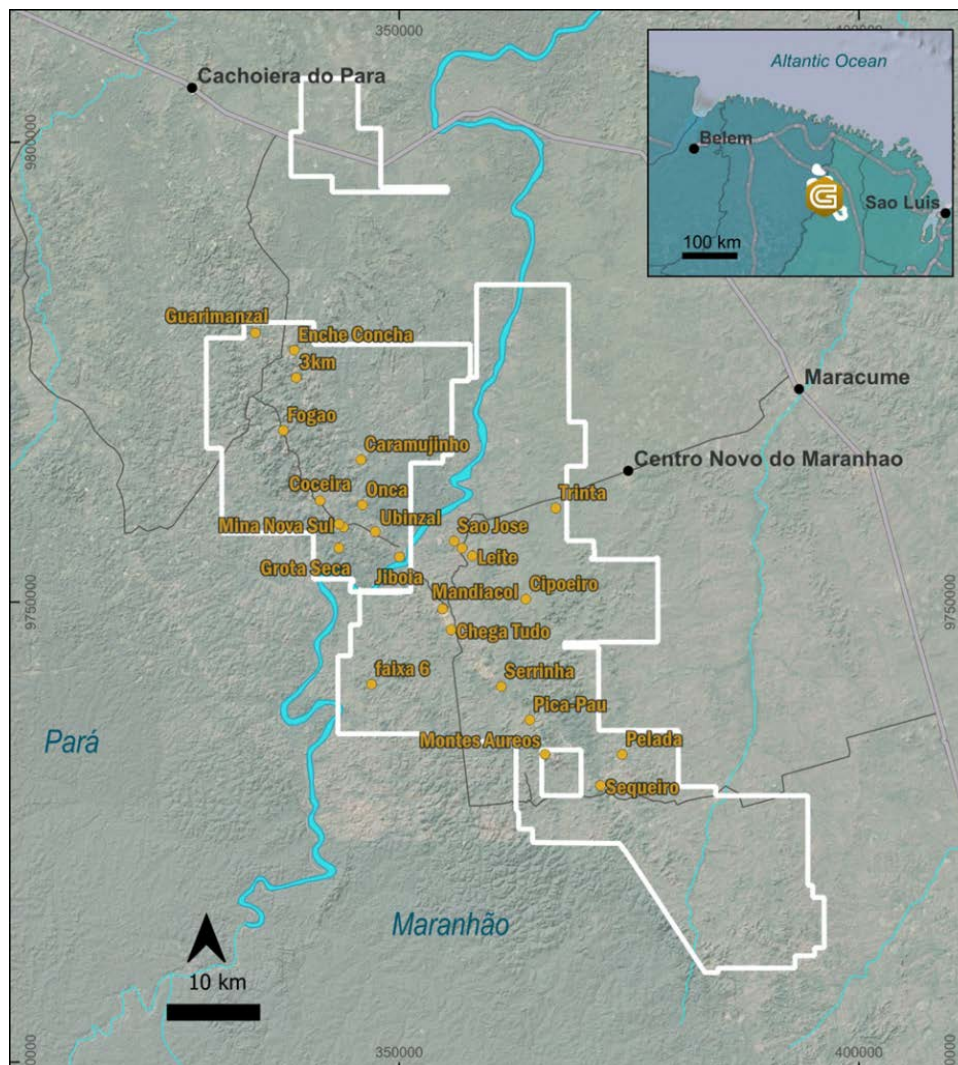 350000
400000
Cachoiera do Para
Altantic Ocean
Belem
G
Sao Luis
100 km
9800000
9800000
Guarimanzal
Enche Concha
3km
Maracume
Fogao
Caramujinho
Centro Novo do Maranhao
Coceira
Onca
Trinta
Mina Nova Sul
Ubinzal
Sao Jose
Leite
Grota Seca
Jiboia
Mandiacol
Cipoeiro
9750000
9750000
Chega Tudo
faixa 6
Serrinha
Pica-Pau
Pará
Montes Aureos
Pelada
Sequeiro
Maranhão
10 km
350000
400000